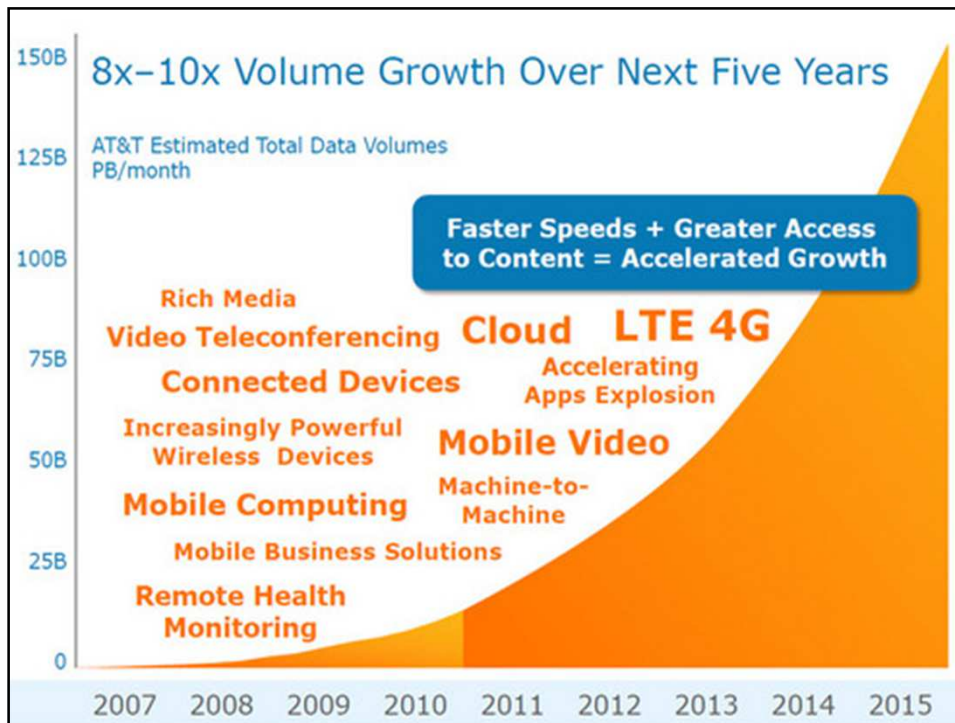 8x–10x Volume Growth Over Next Five Years
AT&T Estimated Total Data Volumes
PB/month
150B
125B
100B
75B
50B
25B
0
Faster Speeds + Greater Access
to Content = Accelerated Growth
Rich Media
Video Teleconferencing
Cloud
LTE 4G
Connected Devices
Accelerating
Apps Explosion
Increasingly Powerful
Wireless Devices
Mobile Video
Mobile Computing
Machine-to-
Machine
Mobile Business Solutions
Remote Health
Monitoring
2007 2008 2009 2010 2011 2012 2013 2014 2015